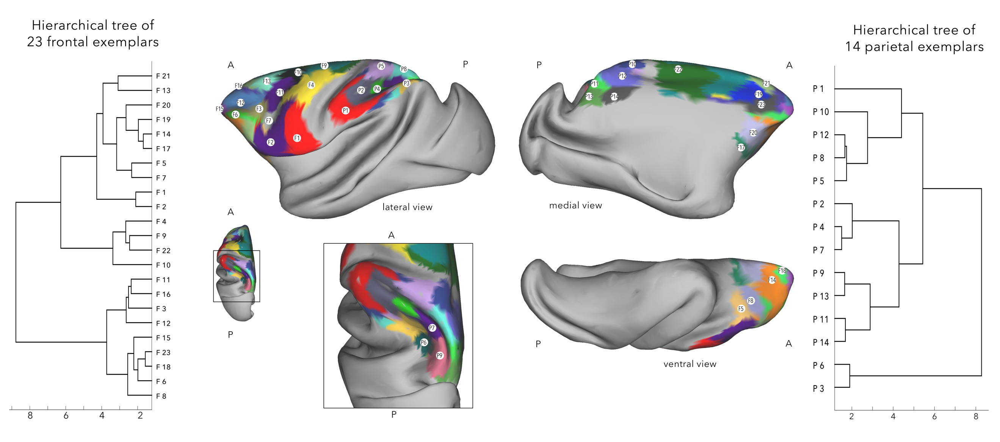 Hierarchical tree of
23 frontal exemplars
F 21
F 13
F 20
F 19
F 14
F 17
F 5
F 7
F 1
F 2
F 4
F 9
F 22
F 10
F 11
F 16
F 3
F 12
F 15
F 23
F 18
F 6
F 8
8 6 4 2
A
P
F9
P5
F10
P8
F16
F13
F4
P3
F11
P2
P4
F12
F15
F6
F3
P1
F7
F1
F2
lateral view
P
A
P10
F22
P12
P11
F21
P13
P14
F19
F23
F20
F17
medial view
A
P
A
P7
P6
P9
P
F18
F14
F8
F5
P
A
ventral view
Hierarchical tree of
14 parietal exemplars
P 1
P 10
P 12
P 8
P 5
P 2
P 4
P 7
P 9
P 13
P 11
P 14
P 6
P 3
2 4 6 8